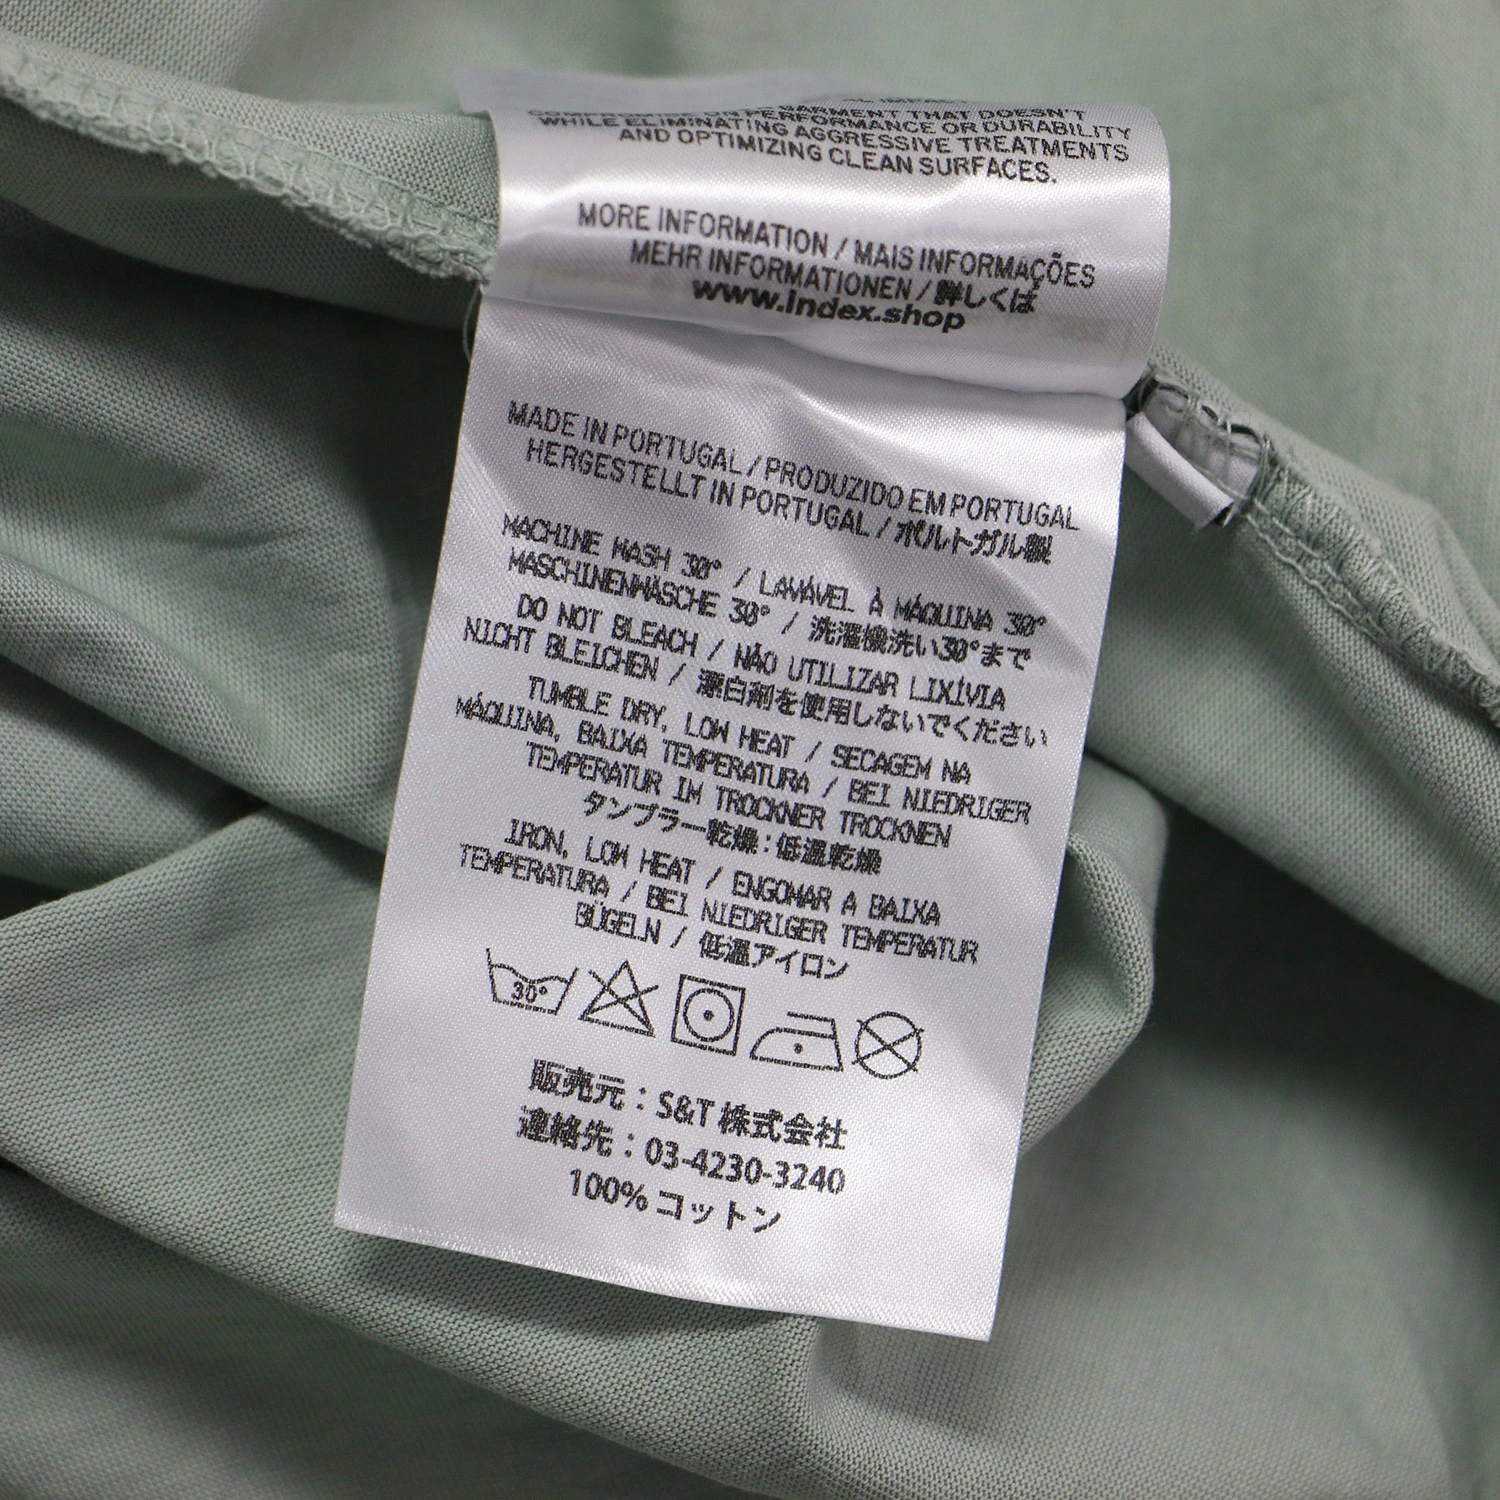 GARMENT THAT DOESN'T
WHILE ELIMINATING PERFORMANCE OR DURABILITY
AND OPTIMIZING AGGRESSIVE TREATMENTS
CLEAN SURFACES.
MORE INFORMATION / MAIS INFORMAÇÕES
MEHR INFORMATIONEN / 詳しくは
www.index.shop
MADE IN PORTUGAL / PRODUZIDO EM PORTUGAL
HERGESTELLT IN PORTUGAL / ポルトガル製
MACHINE WASH 30° / LAVÁVEL À MÁQUINA 30°
MASCHINENWÄSCHE 30° / 洗濯機洗い30°まで
DO NOT BLEACH / NÃO UTILIZAR LIXÍVIA
NICHT BLEICHEN / 漂白剤を使用しないでください
TUMBLE DRY, LOW HEAT / SECAGEM NA
MÁQUINA, BAIXA TEMPERATURA / BEI NIEDRIGER
TEMPERATUR IM TROCKNER TROCKNEN
タンブラー乾燥：低温乾燥
IRON, LOW HEAT / ENGOMAR A BAIXA
TEMPERATURA / BEI NIEDRIGER TEMPERATUR
BÜGELN / 低温アイロン
30°
販売元：S&T 株式会社
連絡先：03-4230-3240
100% コットン